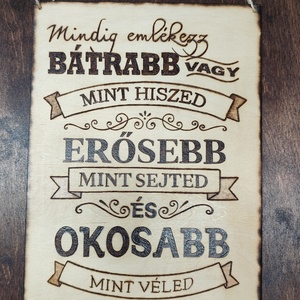 Mindig emlékezz
BÁTRABB VAGY
MINT HISZED
ERŐSEBB
MINT SEJTED
ÉS
OKOSABB
MINT VÉLED